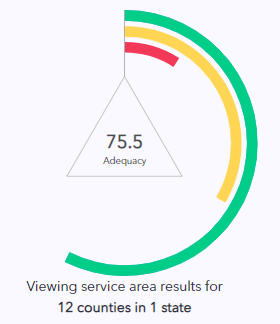 75.5
Adequacy
Viewing service area results for
12 counties in 1 state